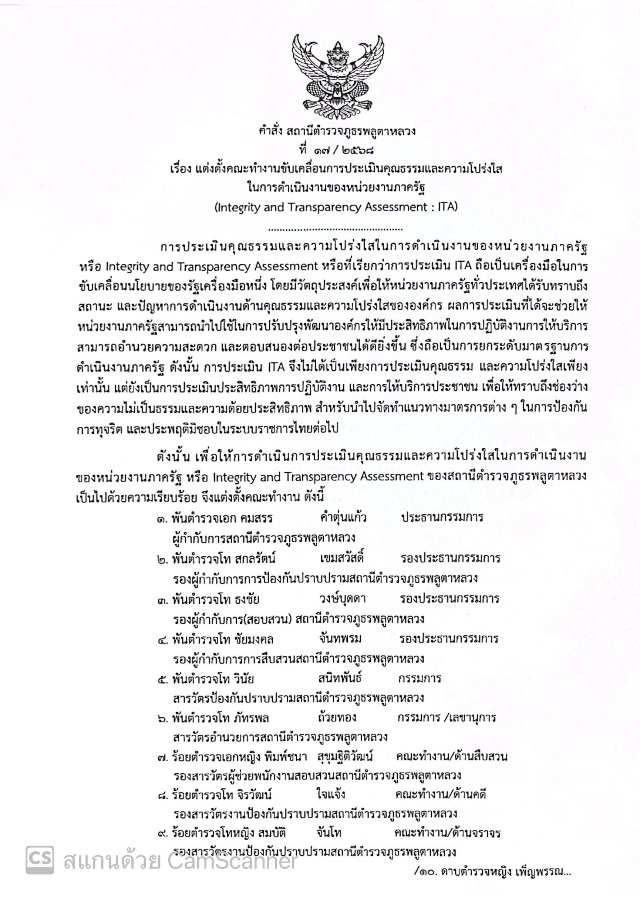 คำสั่ง สถานีตำรวจภูธรพลูตาหลวง
ที่ ๑๗ / ๒๕๖๘
เรื่อง แต่งตั้งคณะทำงานขับเคลื่อนการประเมินคุณธรรมและความโปร่งใส
ในการดำเนินงานของหน่วยงานภาครัฐ
(Integrity and Transparency Assessment : ITA)
................................................
การประเมินคุณธรรมและความโปร่งใสในการดำเนินงานของหน่วยงานภาครัฐ
หรือ Integrity and Transparency Assessment หรือที่เรียกว่าการประเมิน ITA ถือเป็นเครื่องมือในการ
ขับเคลื่อนนโยบายของรัฐเครื่องมือหนึ่ง โดยมีวัตถุประสงค์เพื่อให้หน่วยงานภาครัฐทั่วประเทศได้รับทราบถึง
สถานะ และปัญหาการดำเนินงานด้านคุณธรรมและความโปร่งใสขององค์กร ผลการประเมินที่ได้จะช่วยให้
หน่วยงานภาครัฐสามารถนำไปใช้ในการปรับปรุงพัฒนาองค์กรให้มีประสิทธิภาพในการปฏิบัติงานการให้บริการ
สามารถอำนวยความสะดวก และตอบสนองต่อประชาชนได้ดียิ่งขึ้น ซึ่งถือเป็นการยกระดับมาตรฐานการ
ดำเนินงานภาครัฐ ดังนั้น การประเมิน ITA จึงไม่ได้เป็นเพียงการประเมินคุณธรรม และความโปร่งใสเพียง
เท่านั้น แต่ยังเป็นการประเมินประสิทธิภาพการปฏิบัติงาน และการให้บริการประชาชน เพื่อให้ทราบถึงช่องว่าง
ของความไม่เป็นธรรมและความด้อยประสิทธิภาพ สำหรับนำไปจัดทำแนวทางมาตรการต่าง ๆ ในการป้องกัน
การทุจริต และประพฤติมิชอบในระบบราชการไทยต่อไป
ดังนั้น เพื่อให้การดำเนินการประเมินคุณธรรมและความโปร่งใสในการดำเนินงาน
ของหน่วยงานภาครัฐ หรือ Integrity and Transparency Assessment ของสถานีตำรวจภูธรพลูตาหลวง
เป็นไปด้วยความเรียบร้อย จึงแต่งตั้งคณะทำงาน ดังนี้
๑. พันตำรวจเอก คมสรร คำตุ่นแก้ว ประธานกรรมการ
ผู้กำกับการสถานีตำรวจภูธรพลูตาหลวง
๒. พันตำรวจโท สกลรัตน์ เขมสวัสดิ์ รองประธานกรรมการ
รองผู้กำกับการการป้องกันปราบปรามสถานีตำรวจภูธรพลูตาหลวง
๓. พันตำรวจโท ธงชัย วงษ์บุดดา รองประธานกรรมการ
รองผู้กำกับการ(สอบสวน) สถานีตำรวจภูธรพลูตาหลวง
๔. พันตำรวจโท ชัยมงคล จันทพรม รองประธานกรรมการ
รองผู้กำกับการการสืบสวนสถานีตำรวจภูธรพลูตาหลวง
๕. พันตำรวจโท วินัย สนิทพันธ์ กรรมการ
สารวัตรป้องกันปราบปรามสถานีตำรวจภูธรพลูตาหลวง
๖. พันตำรวจโท ภัทรพล ถ้วยทอง กรรมการ /เลขานุการ
สารวัตรอำนวยการสถานีตำรวจภูธรพลูตาหลวง
๗. ร้อยตำรวจเอกหญิง พิมพ์ชนา สุขุมฐิติวัฒน์ คณะทำงาน/ด้านสืบสวน
รองสารวัตรผู้ช่วยพนักงานสอบสวนสถานีตำรวจภูธรพลูตาหลวง
๘. ร้อยตำรวจโท จิรวัฒน์ ใจแจ้ง คณะทำงาน/ด้านคดี
รองสารวัตรงานป้องกันปราบปรามสถานีตำรวจภูธรพลูตาหลวง
๙. ร้อยตำรวจโทหญิง สมบัติ จันโท คณะทำงาน/ด้านจราจร
รองสารวัตรงานป้องกันปราบปรามสถานีตำรวจภูธรพลูตาหลวง
CS สแกนด้วย CamScanner
/๑๐. ดาบตำรวจหญิง เพ็ญพรรณ...